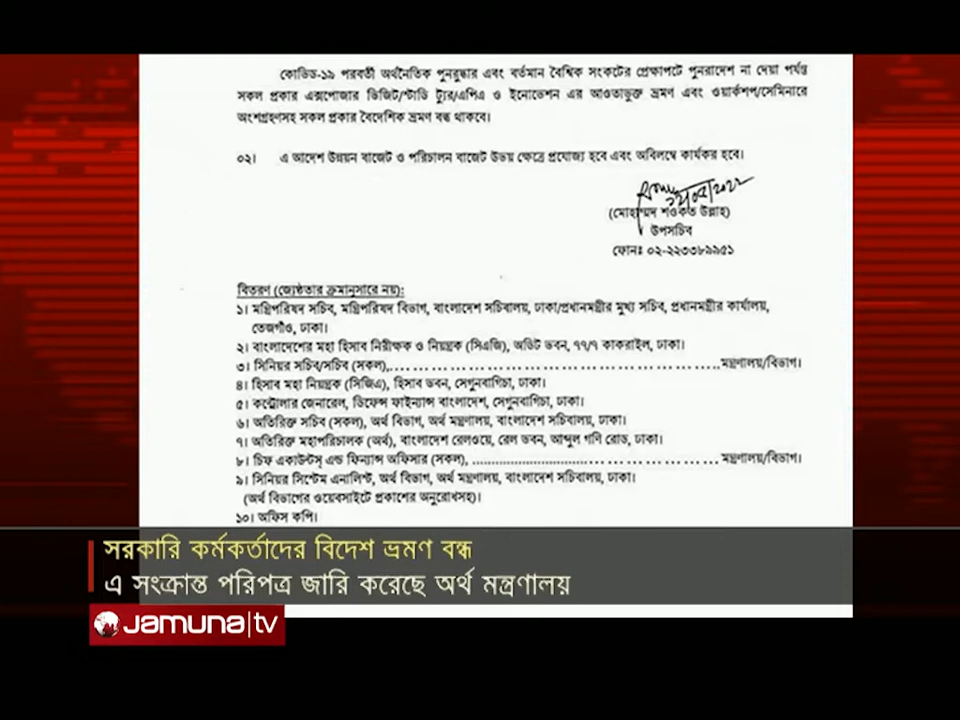 কোভিড-১৯ পরবর্তী অর্থনৈতিক পুনরুদ্ধার এবং বর্তমান বৈশ্বিক সংকটের প্রেক্ষাপটে পুনরাদেশ না দেয়া পর্যন্ত
সকল প্রকার এক্সপোজার ভিজিট/স্টাডি ট্যুর/এপিএ ও ইনোভেশন এর আওতাভুক্ত ভ্রমণ এবং ওয়ার্কশপ/সেমিনারে
অংশগ্রহণসহ সকল প্রকার বৈদেশিক ভ্রমণ বন্ধ থাকবে।
০২। এ আদেশ উন্নয়ন বাজেট ও পরিচালন বাজেট উভয় ক্ষেত্রে প্রযোজ্য হবে এবং অবিলম্বে কার্যকর হবে।
(মোহাম্মদ শওকত উল্লাহ)
উপসচিব
ফোনঃ ০২-২২৩৩৮৯৯৫১
বিতরণ (জ্যেষ্ঠতার ক্রমানুসারে নয়):
১। মন্ত্রিপরিষদ সচিব, মন্ত্রিপরিষদ বিভাগ, বাংলাদেশ সচিবালয়, ঢাকা/প্রধানমন্ত্রীর মুখ্য সচিব, প্রধানমন্ত্রীর কার্যালয়,
তেজগাঁও, ঢাকা।
২। বাংলাদেশের মহা হিসাব নিরীক্ষক ও নিয়ন্ত্রক (সিএজি), অডিট ভবন, ৭৭/৭ কাকরাইল, ঢাকা।
৩। সিনিয়র সচিব/সচিব (সকল),..................................................মন্ত্রণালয়/বিভাগ।
৪। হিসাব মহা নিয়ন্ত্রক (সিজিএ), হিসাব ভবন, সেগুনবাগিচা, ঢাকা।
৫। কন্ট্রোলার জেনারেল, ডিফেন্স ফাইন্যান্স বাংলাদেশ, সেগুনবাগিচা, ঢাকা।
৬। অতিরিক্ত সচিব (সকল), অর্থ বিভাগ, অর্থ মন্ত্রণালয়, বাংলাদেশ সচিবালয়, ঢাকা।
৭। অতিরিক্ত মহাপরিচালক (অর্থ), বাংলাদেশ রেলওয়ে, রেল ভবন, আব্দুল গণি রোড, ঢাকা।
৮। চিফ একাউন্টস্ এন্ড ফিন্যান্স অফিসার (সকল), ..................................................মন্ত্রণালয়/বিভাগ।
৯। সিনিয়র সিস্টেম এনালিস্ট, অর্থ বিভাগ, অর্থ মন্ত্রণালয়, বাংলাদেশ সচিবালয়, ঢাকা।
(অর্থ বিভাগের ওয়েবসাইটে প্রকাশের অনুরোধসহ)।
১০। অফিস কপি।
সরকারি কর্মকর্তাদের বিদেশ ভ্রমণ বন্ধ
এ সংক্রান্ত পরিপত্র জারি করেছে অর্থ মন্ত্রণালয়
Jamuna|tv